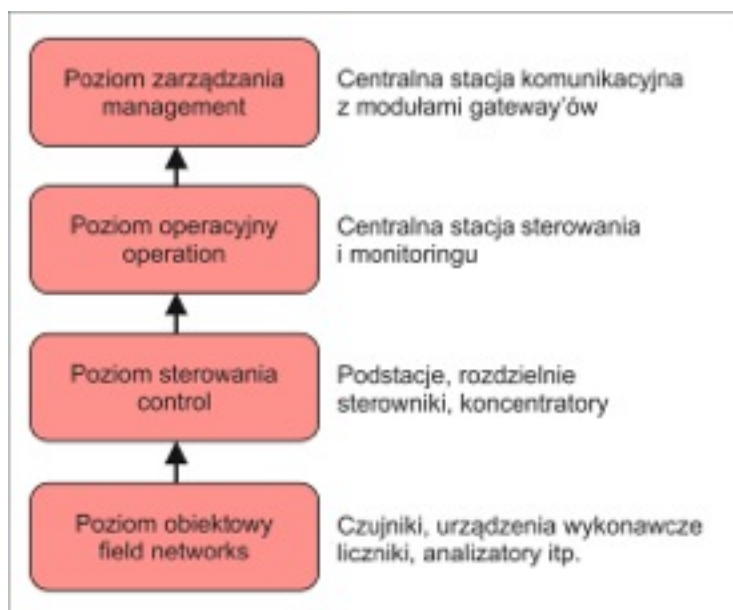 Poziom zarządzania
management
Centralna stacja komunikacyjna
z modułami gateway'ów
Poziom operacyjny
operation
Centralna stacja sterowania
i monitoringu
Poziom sterowania
control
Podstacje, rozdzielnie
sterowniki, koncentratory
Poziom obiektowy
field networks
Czujniki, urządzenia wykonawcze
liczniki, analizatory itp.